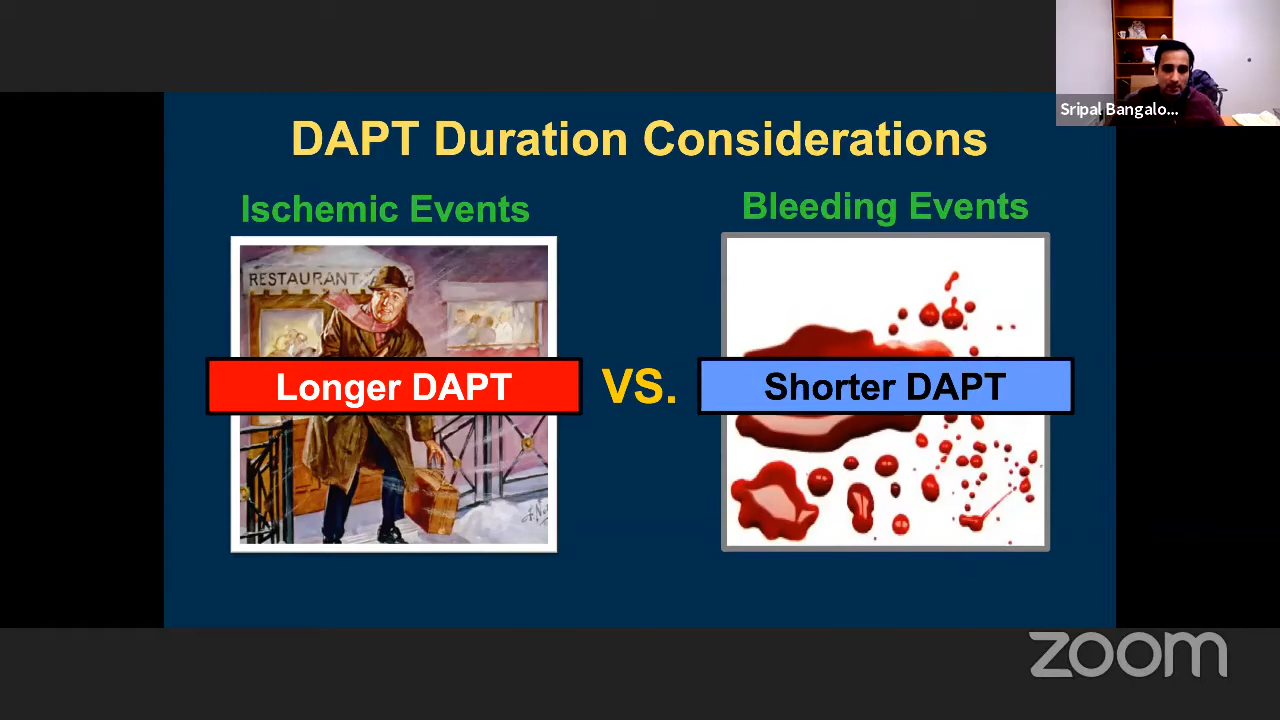 Sripal Bangalo...
DAPT Duration Considerations
Ischemic Events
Bleeding Events
RESTAURANT
Longer DAPT
VS.
Shorter DAPT
zoom